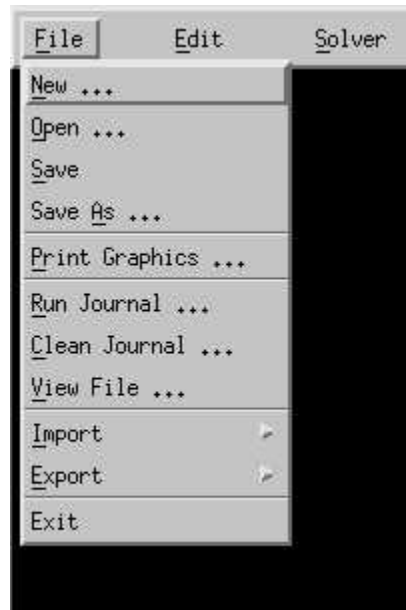 File Edit Solver
New ...
Open ...
Save
Save As ...
Print Graphics ...
Run Journal ...
Clean Journal ...
View File ...
Import
Export
Exit